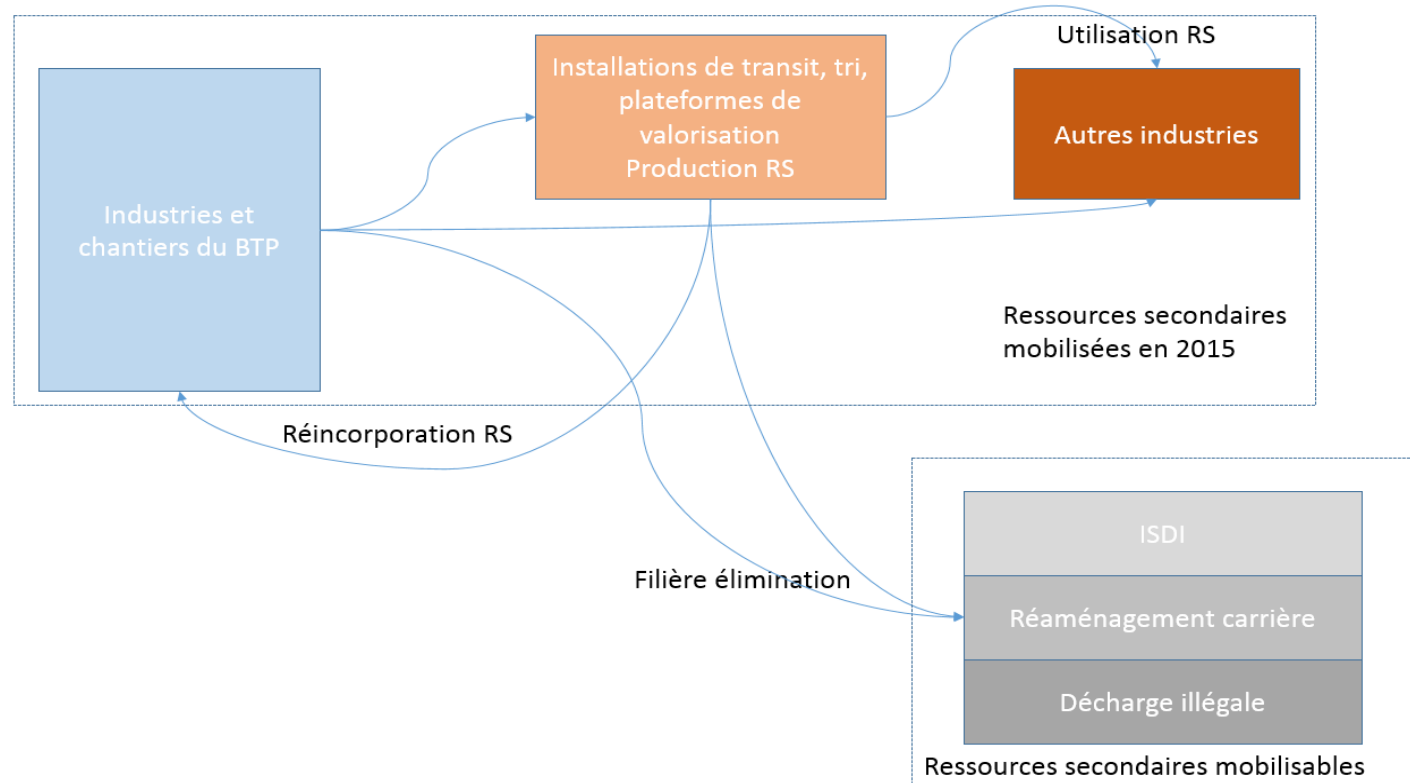 Utilisation RS
Installations de transit, tri,
plateformes de
valorisation
Production RS
Autres industries
Industries et
chantiers du BTP
Ressources secondaires
mobilisées en 2015
Réincorporation RS
ISDI
Filière élimination
Réaménagement carrière
Décharge illégale
Ressources secondaires mobilisables